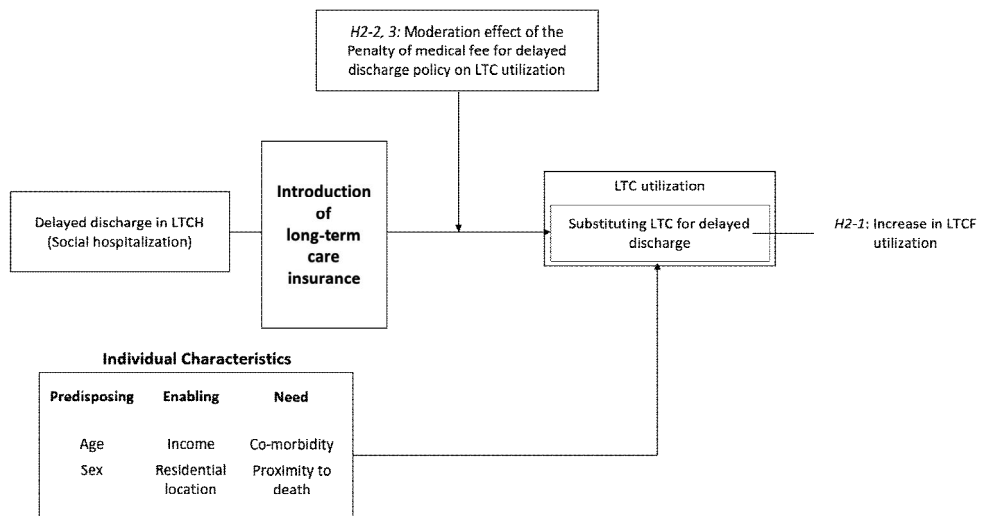 H2-2, 3: Moderation effect of the
Penalty of medical fee for delayed
discharge policy on LTC utilization
Delayed discharge in LTCH
(Social hospitalization)
Introduction
of
long-term
care
insurance
LTC utilization
Substituting LTC for delayed
discharge
H2-1: Increase in LTCF
utilization
Individual Characteristics
Predisposing Enabling Need
Age Income Co-morbidity
Sex Residential Proximity to
location death